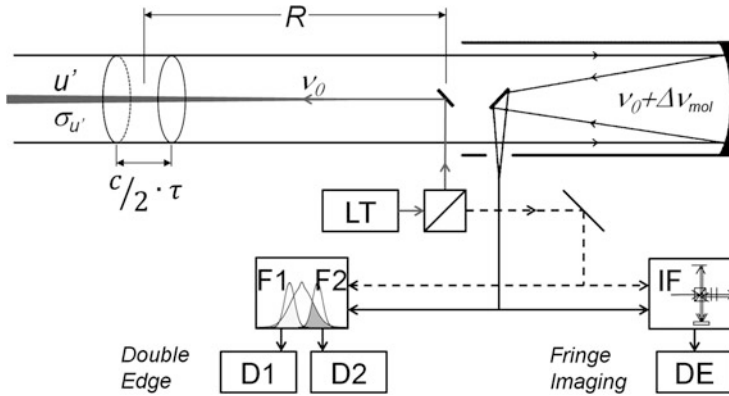 R
u'
ν₀
σᵤ'
ν₀+Δνₘₒₗ
c/2 · τ
LT
F1 F2
IF
Double
Edge
D1
D2
Fringe
Imaging
DE